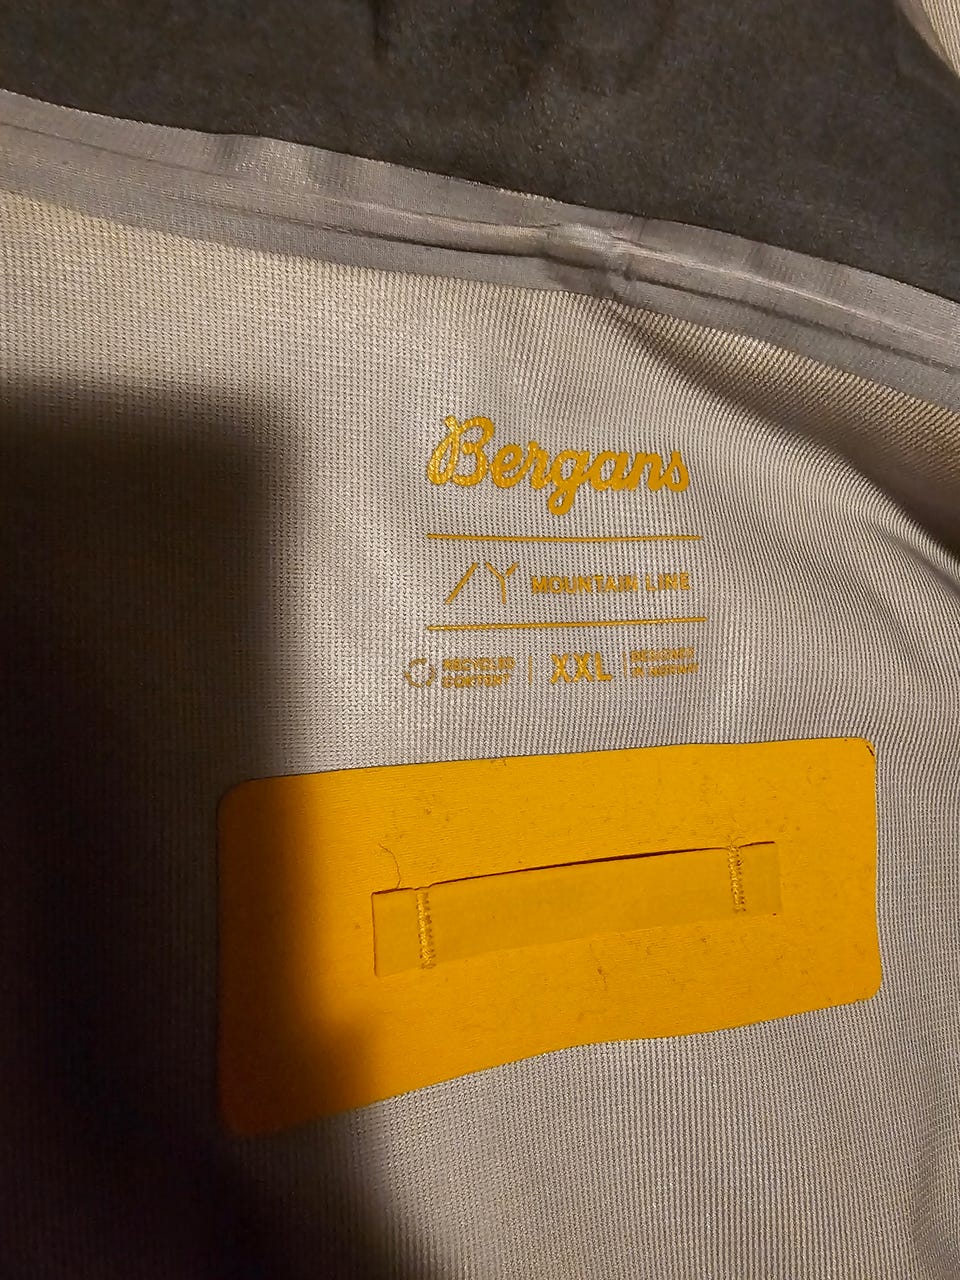 Bergans
MOUNTAIN LINE
RECYCLED
CONTENT
XXL
DESIGNED
IN NORWAY